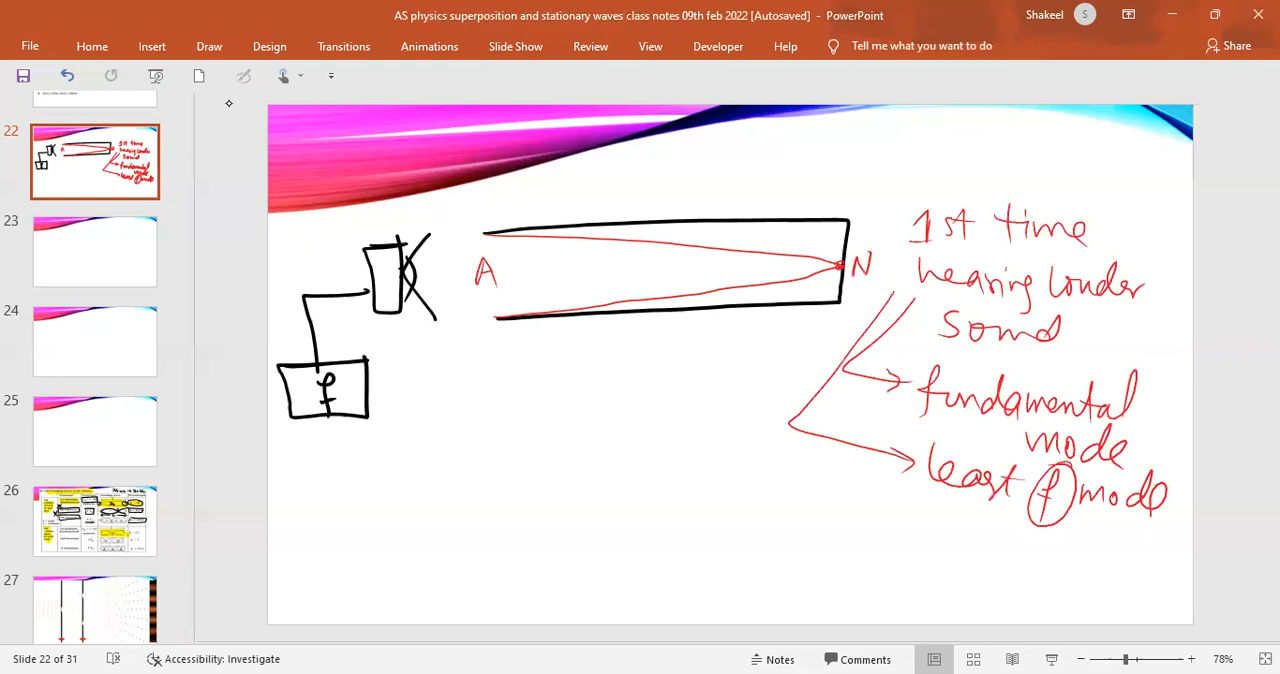 AS physics superposition and stationary waves class notes 09th feb 2022 [Autosaved] - PowerPoint
Shakeel
S
File Home Insert Draw Design Transitions Animations Slide Show Review View Developer Help Tell me what you want to do
Share
22
23
24
25
26
27
f
A
N
1st time
hearing louder
sound
fundamental
mode
least f mode
Slide 22 of 31
Accessibility: Investigate
Notes
Comments
78%